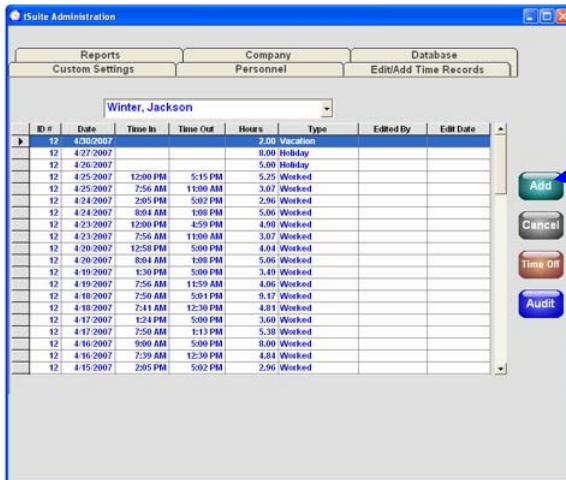 tSuite Administration
Reports Company Database
Custom Settings Personnel Edit/Add Time Records
Winter, Jackson
ID # Date Time In Time Out Hours Type Edited By Edit Date
12 4/30/2007 2.00 Vacation
12 4/27/2007 8.00 Holiday
12 4/26/2007 5.00 Holiday
12 4/25/2007 12:00 PM 5:15 PM 5.25 Worked
12 4/25/2007 7:56 AM 11:00 AM 3.07 Worked
12 4/24/2007 2:05 PM 5:02 PM 2.96 Worked
12 4/24/2007 8:04 AM 1:08 PM 5.06 Worked
12 4/23/2007 12:00 PM 4:59 PM 4.98 Worked
12 4/23/2007 7:56 AM 11:00 AM 3.07 Worked
12 4/20/2007 12:58 PM 5:00 PM 4.04 Worked
12 4/20/2007 8:04 AM 1:08 PM 5.06 Worked
12 4/19/2007 1:30 PM 5:00 PM 3.49 Worked
12 4/19/2007 7:56 AM 11:59 AM 4.06 Worked
12 4/18/2007 7:50 AM 5:01 PM 9.17 Worked
12 4/18/2007 7:41 AM 12:30 PM 4.81 Worked
12 4/17/2007 1:24 PM 5:00 PM 3.60 Worked
12 4/17/2007 7:50 AM 1:13 PM 5.38 Worked
12 4/16/2007 9:00 AM 5:00 PM 8.00 Worked
12 4/16/2007 7:39 AM 12:30 PM 4.84 Worked
12 4/15/2007 2:05 PM 5:02 PM 2.96 Worked
Add
Cancel
Time Off
Audit